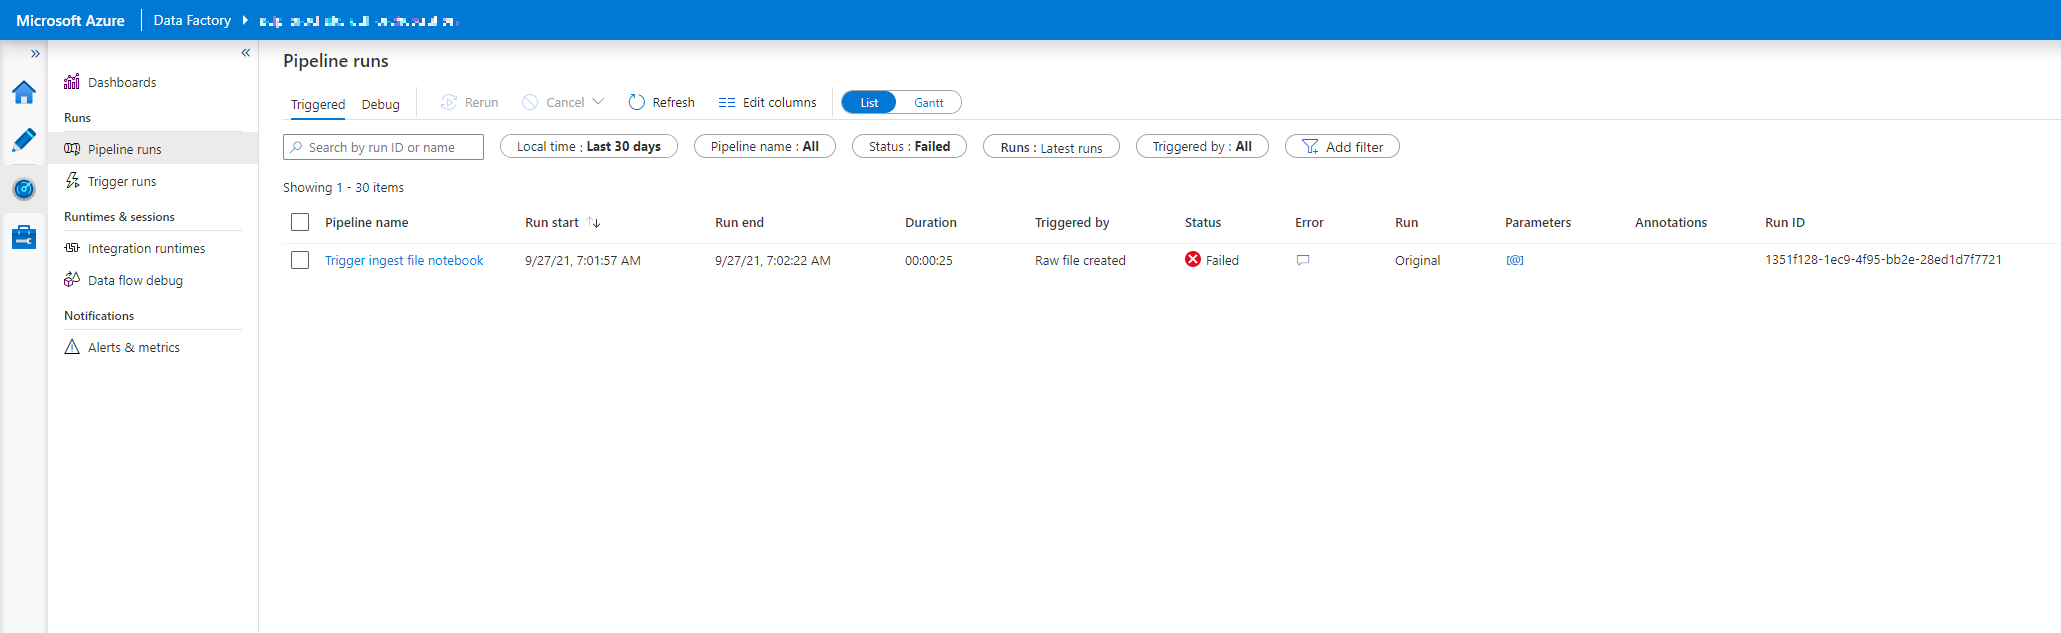 Microsoft Azure Data Factory
Dashboards
Runs
Pipeline runs
Trigger runs
Runtimes & sessions
Integration runtimes
Data flow debug
Notifications
Alerts & metrics
Pipeline runs
Triggered Debug Rerun Cancel Refresh Edit columns List Gantt
Search by run ID or name Local time : Last 30 days Pipeline name : All Status : Failed Runs : Latest runs Triggered by : All Add filter
Showing 1 - 30 items
Pipeline name Run start Run end Duration Triggered by Status Error Run Parameters Annotations Run ID
Trigger ingest file notebook 9/27/21, 7:01:57 AM 9/27/21, 7:02:22 AM 00:00:25 Raw file created Failed Original [@] 1351f128-1ec9-4f95-bb2e-28ed1d7f7721